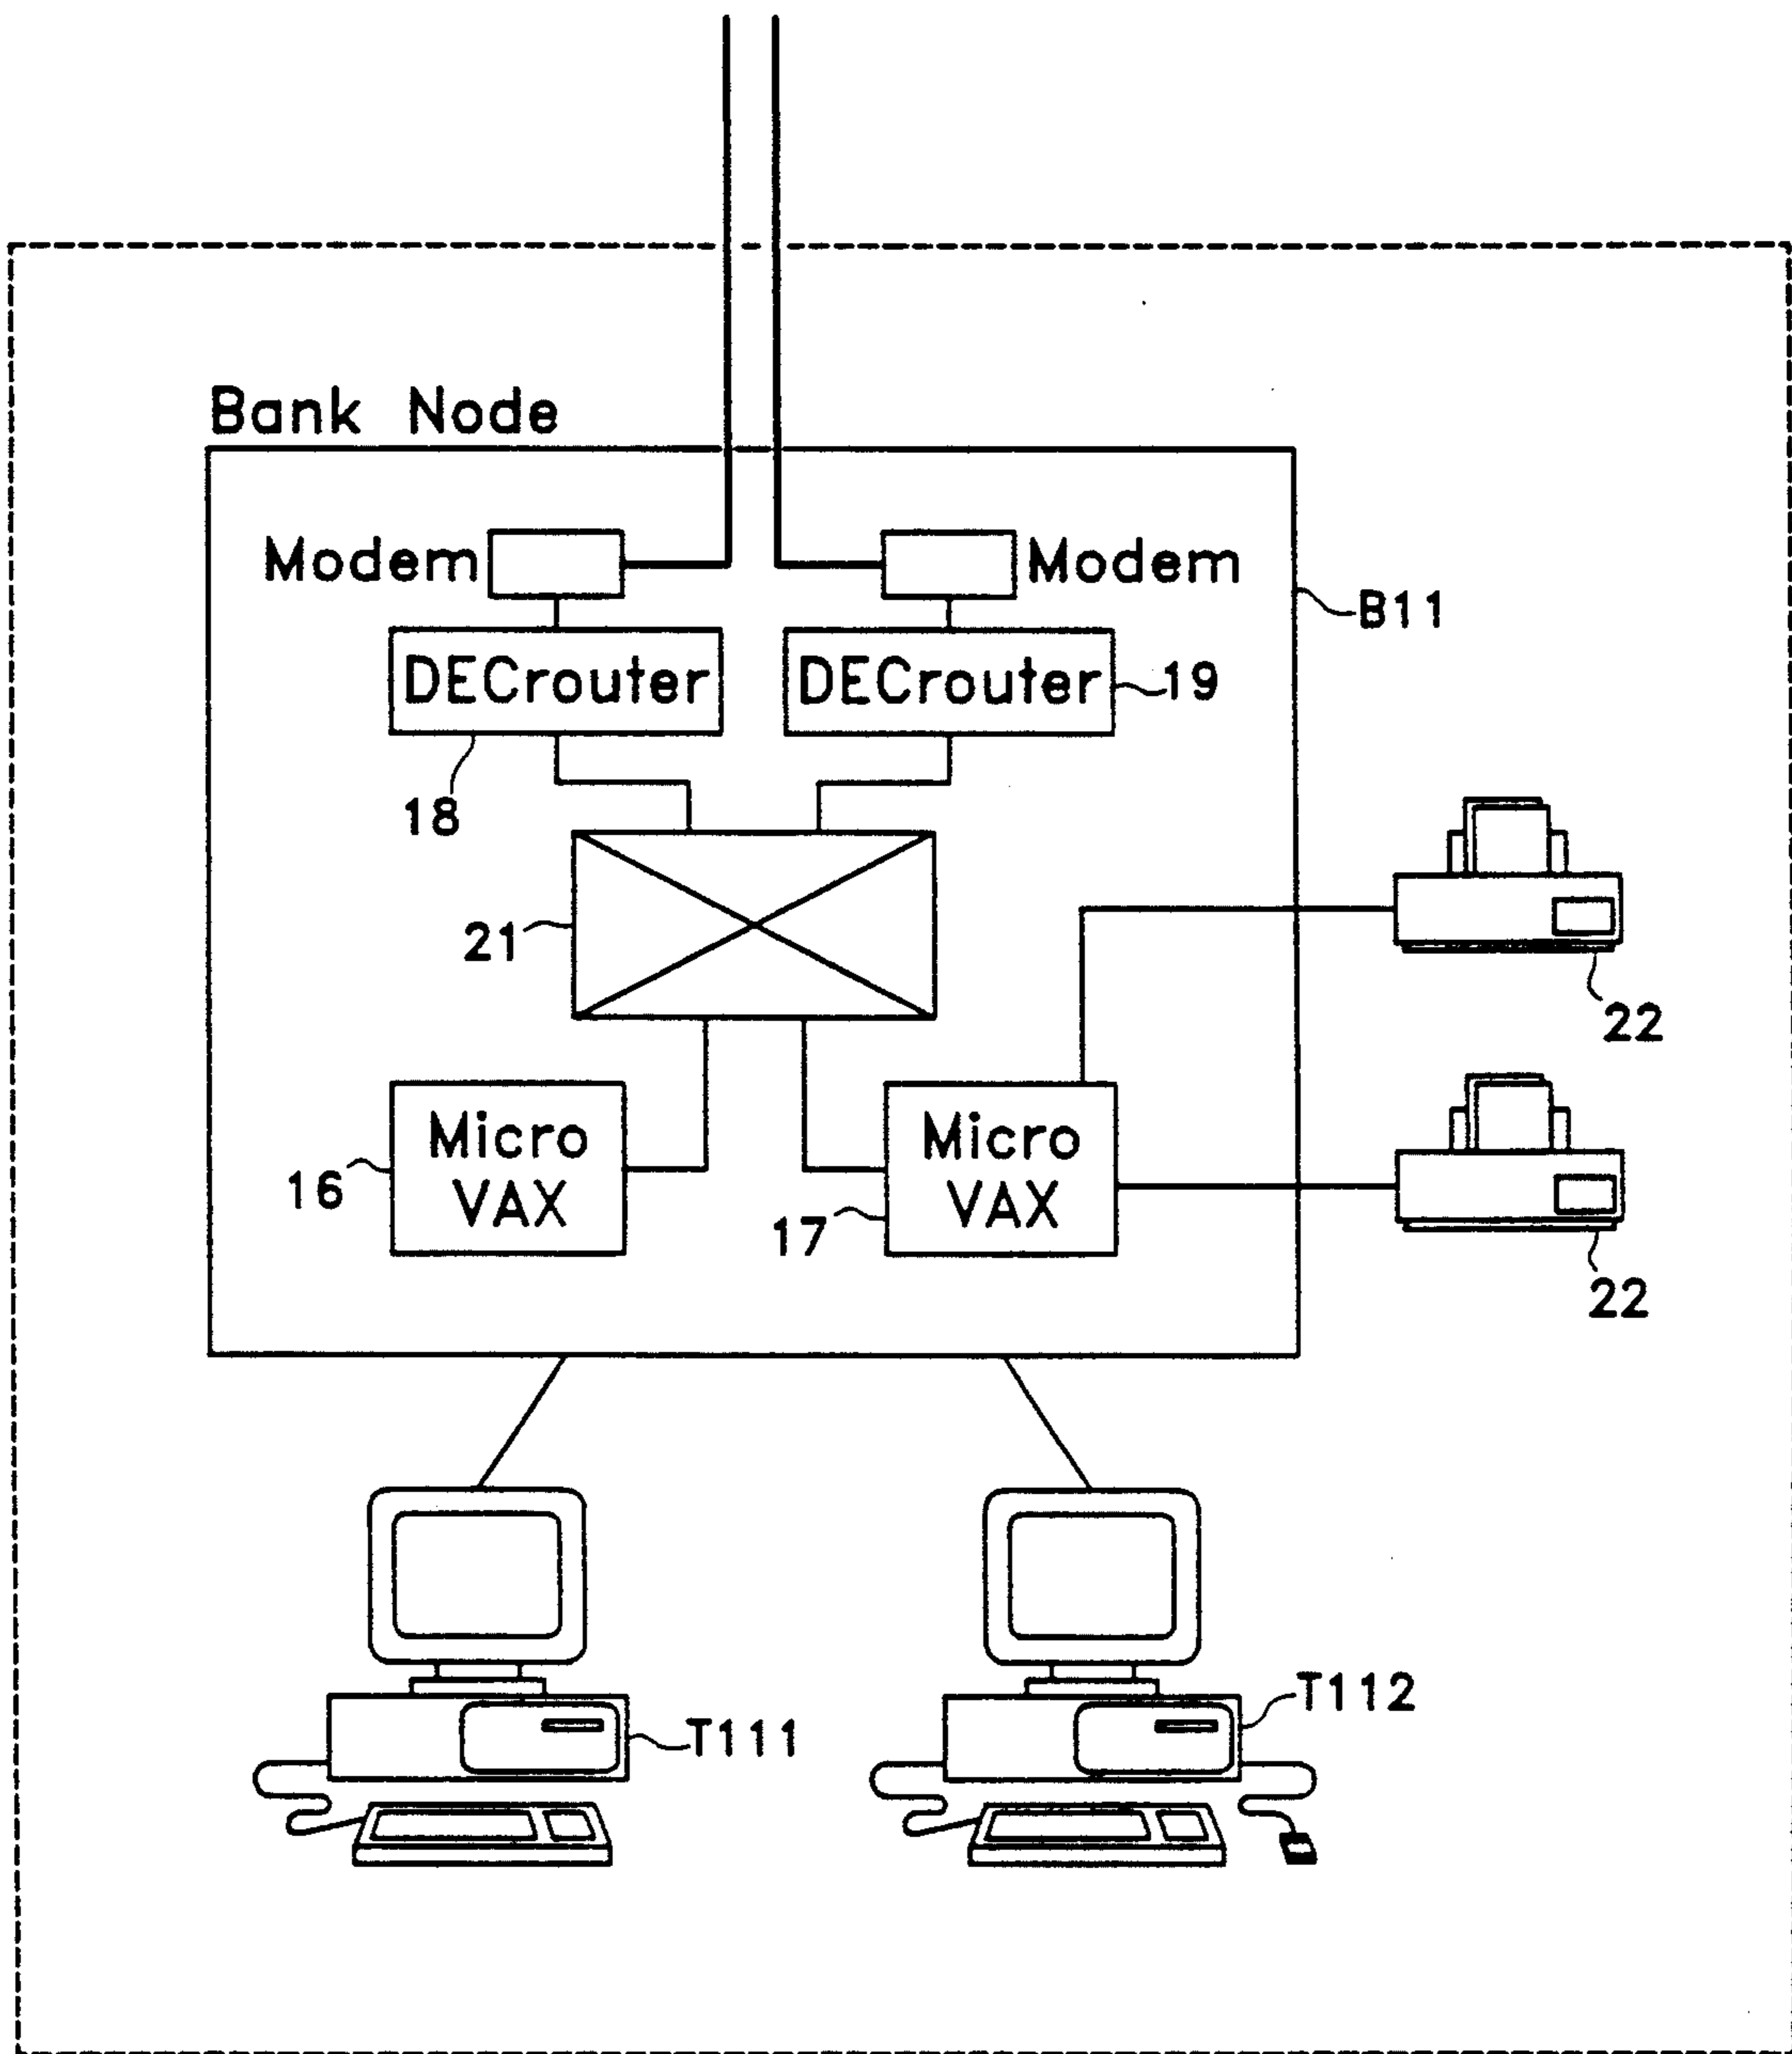 Bank Node
Modem
Modem
B11
DECrouter
DECrouter
19
18
21
22
Micro
VAX
Micro
VAX
16
17
22
T111
T112